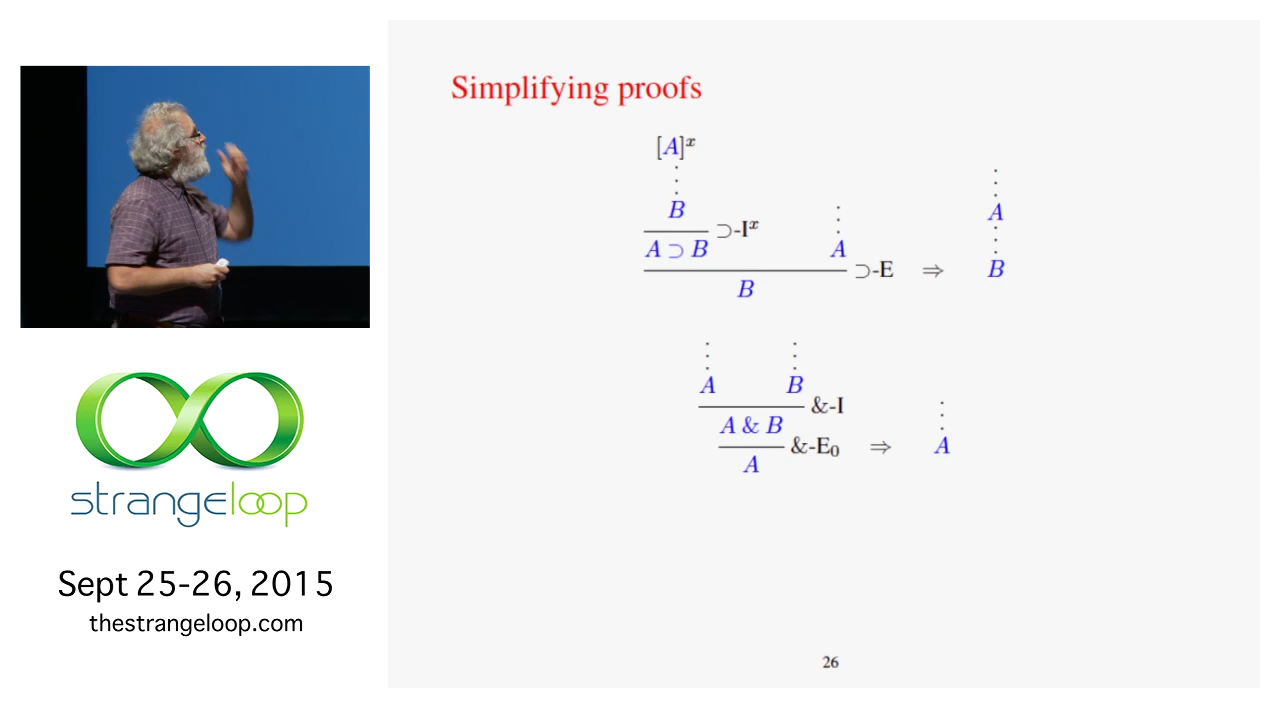 Simplifying proofs
[A]ˣ
⋮
B
⊃-Iˣ
A ⊃ B
⋮
A
⊃-E
B
⇒
⋮
A
⋮
B
⋮
A
⋮
B
&-I
A & B
&-E₀
A
⇒
⋮
A
26
strangeloop
Sept 25-26, 2015
thestrangeloop.com